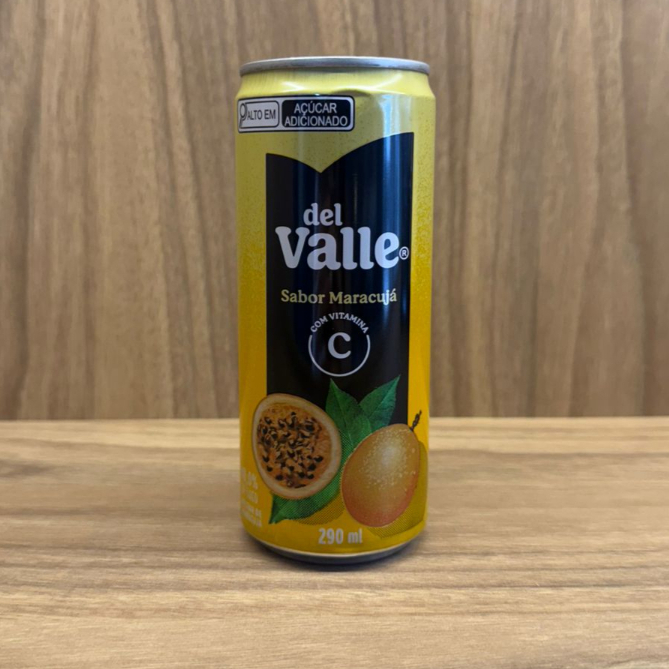 ALTO EM
AÇÚCAR
ADICIONADO
del
Valle®
Sabor Maracujá
COM VITAMINA
C
290 ml